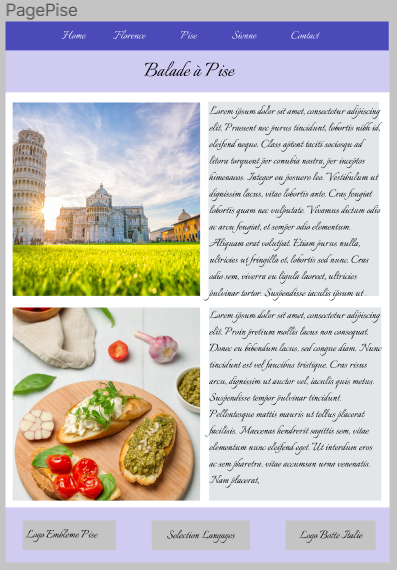 PagePise
Home Florence Pise Sienne Contact
Balade à Pise
Lorem ipsum dolor sit amet, consectetur adipiscing
elit. Praesent nec purus tincidunt, lobortis nibh id,
eleifend neque. Class aptent taciti sociosqu ad
litora torquent per conubia nostra, per inceptos
himenaeos. Integer eu posuere leo. Vestibulum ut
dignissim lacus, vitae lobortis ante. Cras feugiat
lobortis quam nec vulputate. Vivamus dictum odio
ac arcu feugiat, et semper odio elementum.
Aliquam erat volutpat. Etiam purus nulla,
ultricies ut fringilla et, lobortis sed nunc. Cras
odio sem, viverra eu ligula laoreet, ultricies
pulvinar tortor. Suspendisse iaculis ipsum ut
Lorem ipsum dolor sit amet, consectetur adipiscing
elit. Proin pretium mollis lacus non consequat.
Donec eu bibendum lacus, sed congue diam. Nunc
tincidunt est vel faucibus tristique. Cras risus
arcu, dignissim ut auctor vel, iaculis quis metus.
Suspendisse tempor pulvinar tincidunt.
Pellentesque mattis mauris ut tellus placerat
facilisis. Maecenas hendrerit sagittis sem, vitae
elementum nunc eleifend eget. Ut interdum eros
ac sem pharetra, vitae accumsan urna venenatis.
Nam placerat,
Logo Emblème Pise
Selection Langages
Logo Botte Italie